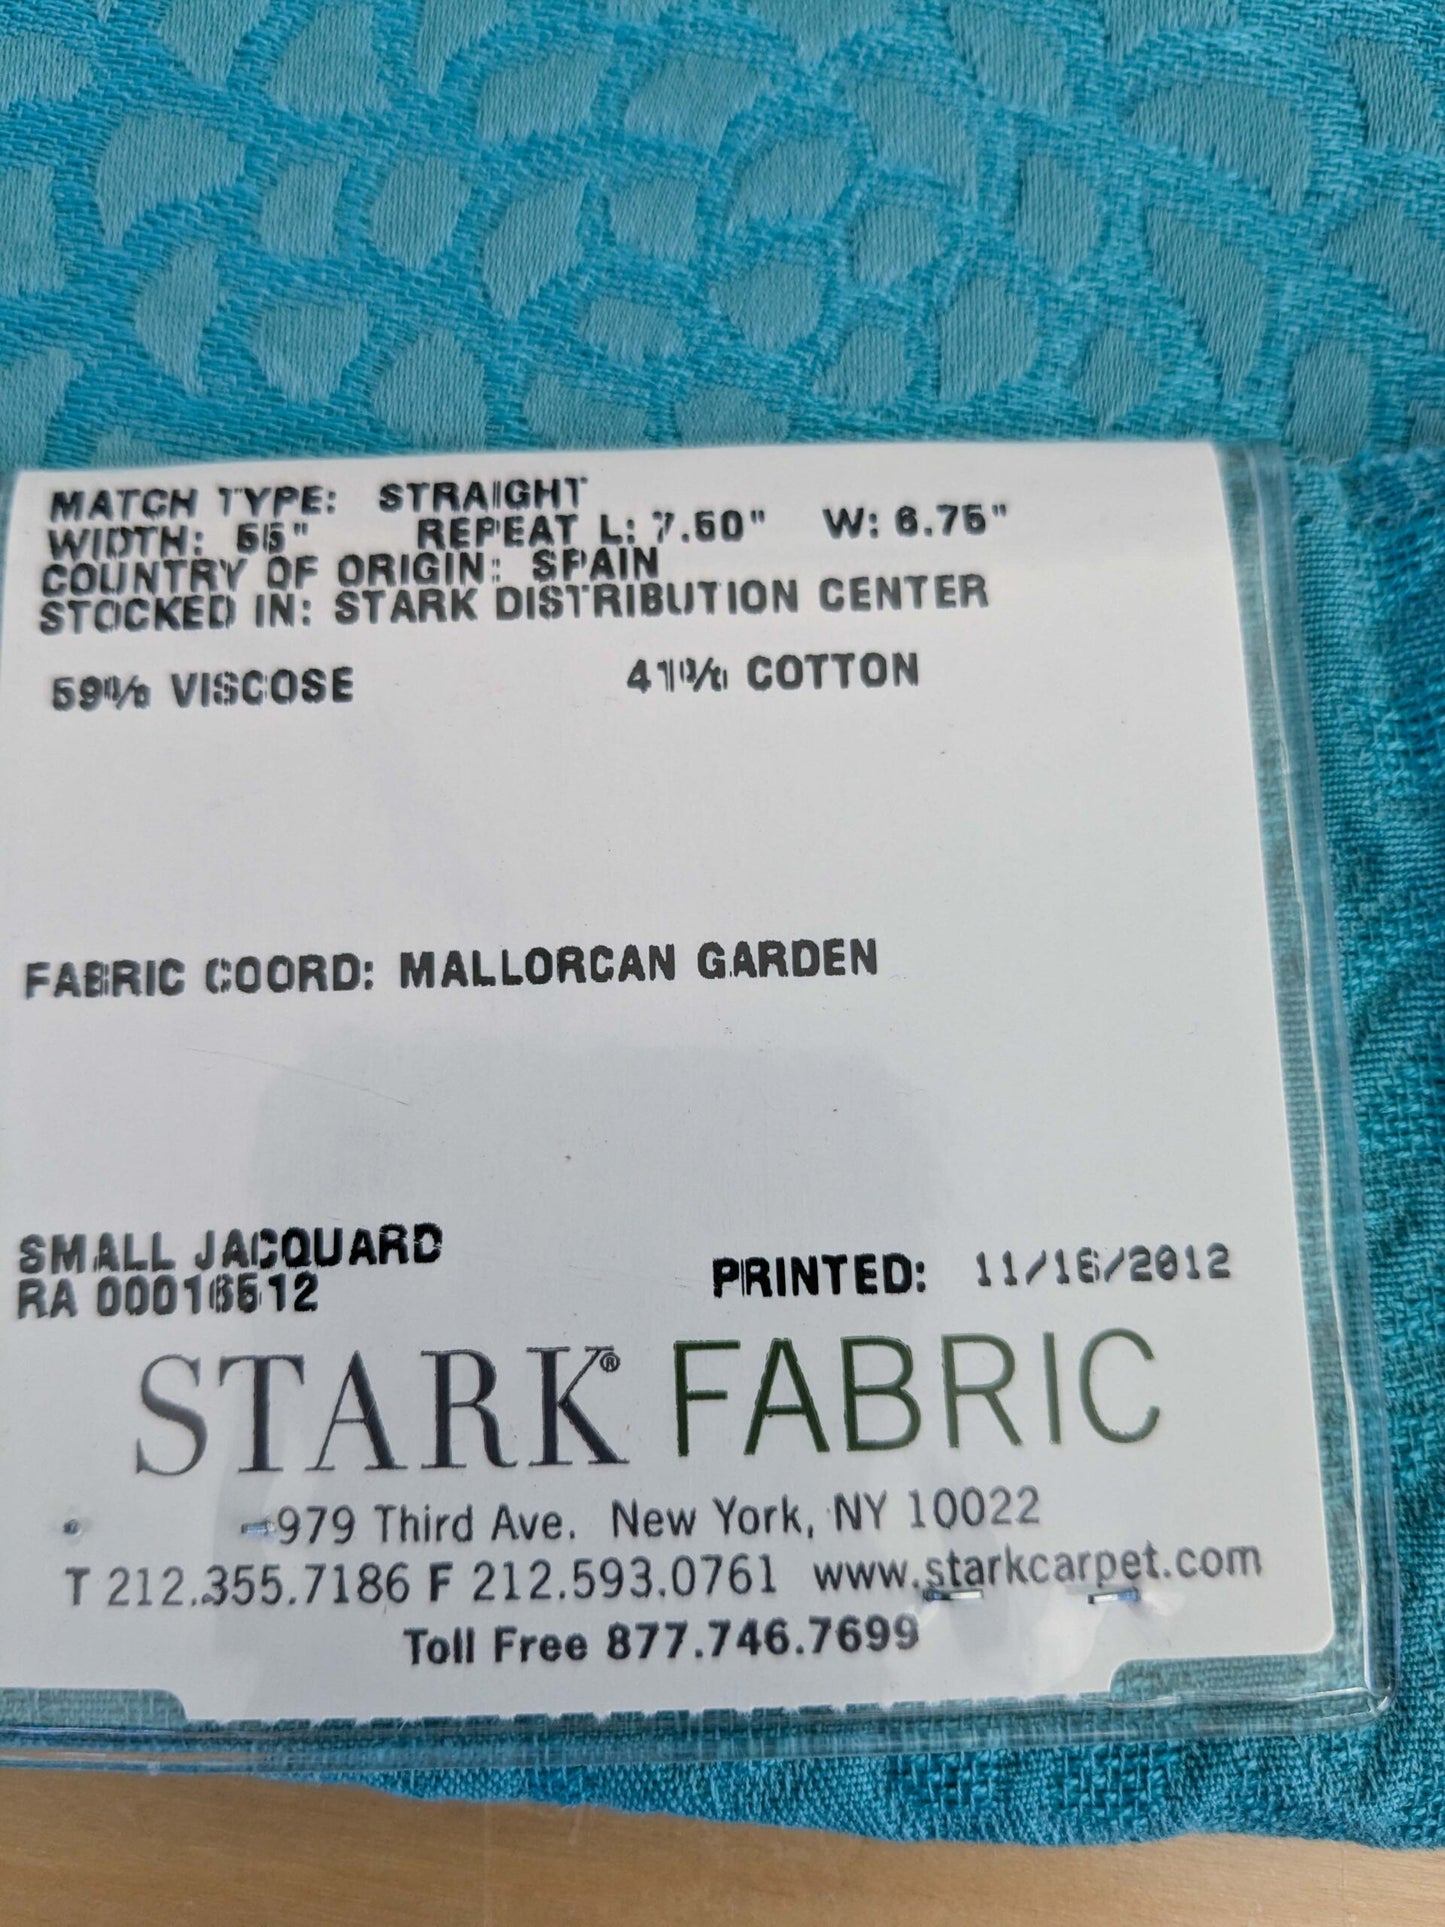 MATCH TYPE: STRAIGHT
WIDTH: 55" REPEAT L: 7.50" W: 6.75"
COUNTRY OF ORIGIN: SPAIN
STOCKED IN: STARK DISTRIBUTION CENTER
59% VISCOSE 41% COTTON
FABRIC COORD: MALLORCAN GARDEN
SMALL JACQUARD
RA
PRINTED: 11/16/2012
STARK® FABRIC
979 Third Ave. New York, NY 10022
T 212.355.7186 F 212.593.0761 www.starkcarpet.com
Toll Free 877.746.7699